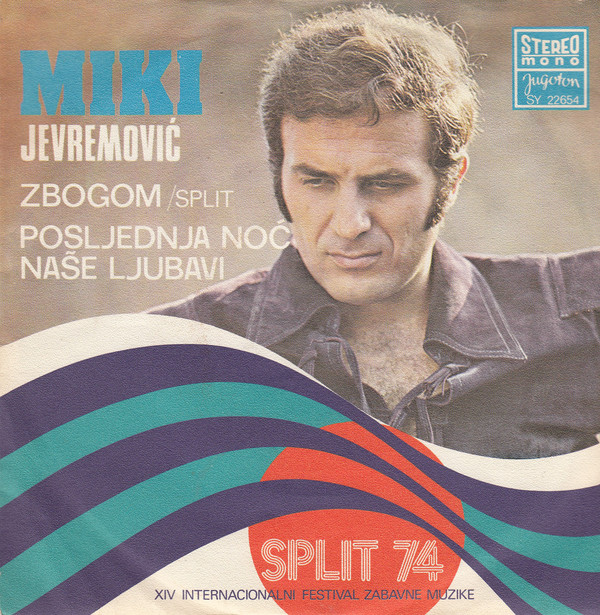 MIKI
JEVREMOVIĆ
ZBOGOM/SPLIT
POSLJEDNJA NOĆ
NAŠE LJUBAVI
STEREO
mono
Jugoton
SY 22654
SPLIT 74
XIV INTERNACIONALNI FESTIVAL ZABAVNE MUZIKE